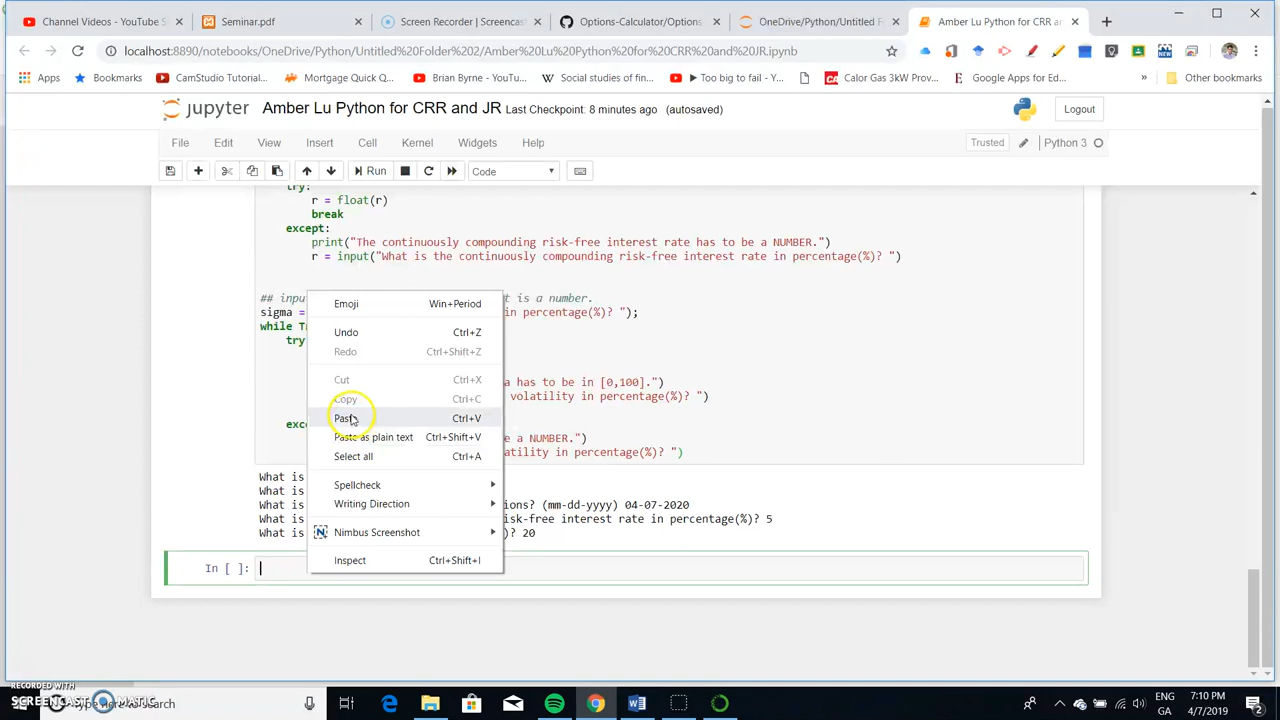 Channel Videos - YouTube S
Seminar.pdf
Screen Recorder | Screencast
Options-Calculator/Options
OneDrive/Python/Untitled F
Amber Lu Python for CRR an
localhost:8890/notebooks/OneDrive/Python/Untitled%20Folder%202/Amber%20Lu%20Python%20for%20CRR%20and%20JR.ipynb
Apps
Bookmarks
CamStudio Tutorial...
Mortgage Quick Q...
Brian Byrne - YouTu...
Social studies of fin...
Too long to fail - Y...
Calor Gas 3kW Prov...
Google Apps for Ed...
»
Other bookmarks
jupyter
Amber Lu Python for CRR and JR Last Checkpoint: 8 minutes ago (autosaved)
Logout
File
Edit
View
Insert
Cell
Kernel
Widgets
Help
Trusted
Python 3
Run
Code
try:
r = float(r)
break
except:
print("The continuously compounding risk-free interest rate has to be a NUMBER.")
r = input("What is the continuously compounding risk-free interest rate in percentage(%)? ")
## inpu
t is a number.
sigma =
in percentage(%)? ");
while Tr
try
a has to be in [0,100].")
volatility in percentage(%)? ")
exc
e a NUMBER.")
atility in percentage(%)? ")
Emoji Win+Period
Undo Ctrl+Z
Redo Ctrl+Shift+Z
Cut Ctrl+X
Copy Ctrl+C
Paste Ctrl+V
Paste as plain text Ctrl+Shift+V
Select all Ctrl+A
Spellcheck
Writing Direction
Nimbus Screenshot
Inspect Ctrl+Shift+I
What is
What is
What is
ions? (mm-dd-yyyy) 04-07-2020
What is
isk-free interest rate in percentage(%)? 5
What is
)? 20
In [ ]:
RECORDED WITH
SCREENCAST MATIC
Type here to search
ENG
GA
7:10 PM
4/7/2019
2